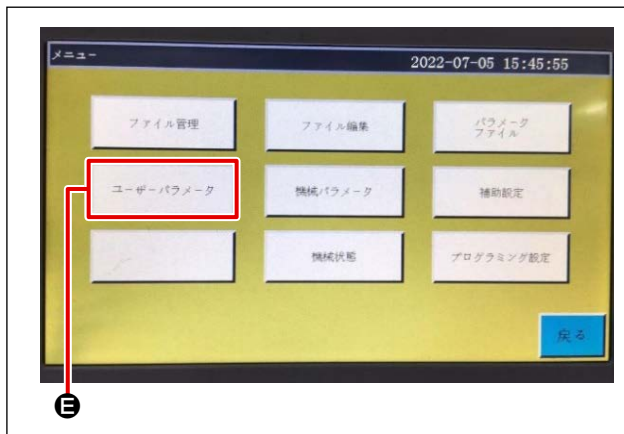 メニュー
2022-07-05 15:45:55
ファイル管理
ファイル編集
パラメータ
ファイル
ユーザーパラメータ
機械パラメータ
補助設定
機械状態
プログラミング設定
戻る
E